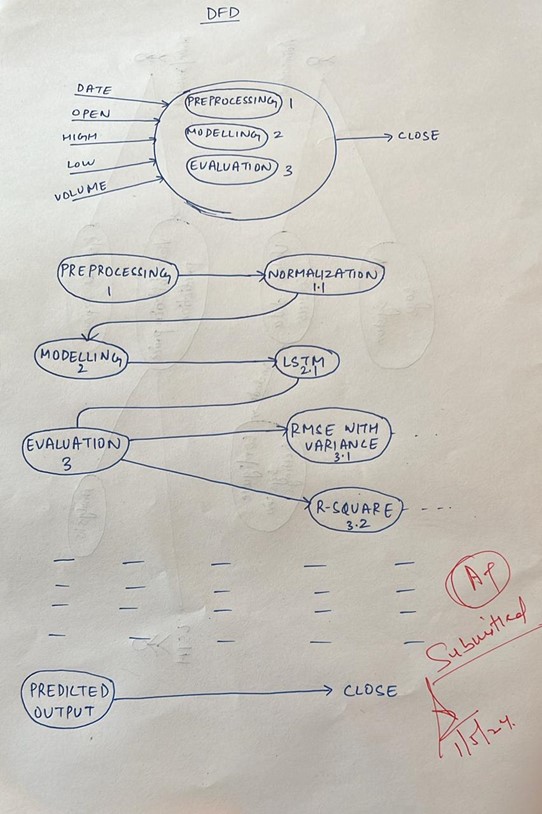 DFD
DATE
OPEN
HIGH
LOW
VOLUME
PREPROCESSING 1
MODELLING 2
EVALUATION 3
CLOSE
PREPROCESSING
1
NORMALIZATION
1.1
MODELLING
2
LSTM
2.1
EVALUATION
3
RMSE WITH
VARIANCE
3.1
R-SQUARE
3.2
Submitted
1/5/24.
PREDICTED
OUTPUT
CLOSE